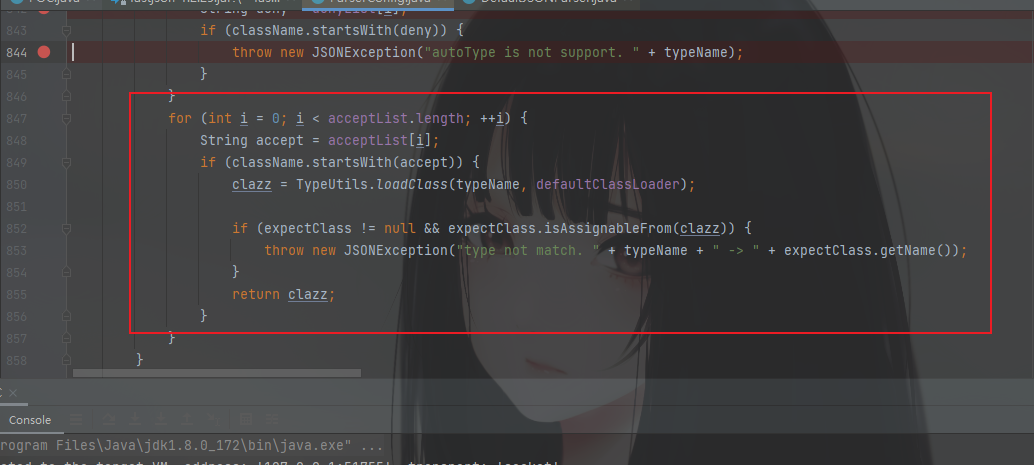 843 if (className.startsWith(deny)) {
844 throw new JSONException("autoType is not support. " + typeName);
845 }
846 }
847 for (int i = 0; i < acceptList.length; ++i) {
848 String accept = acceptList[i];
849 if (className.startsWith(accept)) {
850 clazz = TypeUtils.loadClass(typeName, defaultClassLoader);
851
852 if (expectClass != null && expectClass.isAssignableFrom(clazz)) {
853 throw new JSONException("type not match. " + typeName + " -> " + expectClass.getName());
854 }
855 return clazz;
856 }
857 }
858 }
Console
rogram Files\Java\jdk1.8.0_172\bin\java.exe" ...